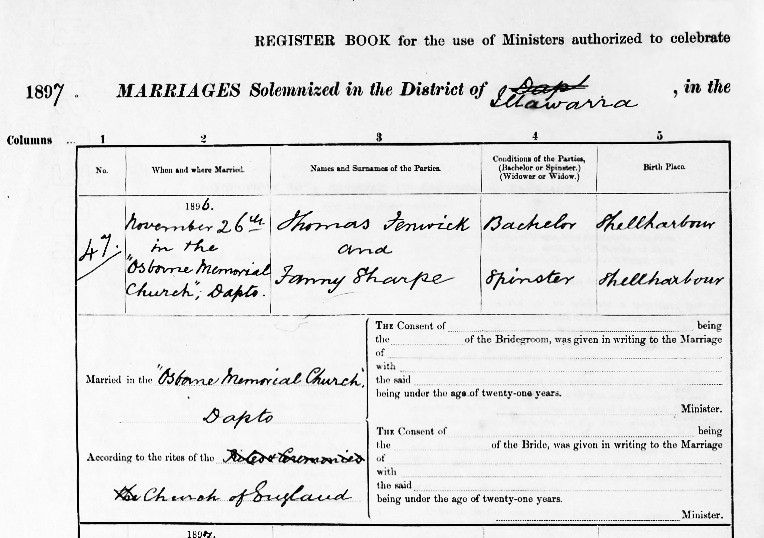 REGISTER BOOK for the use of Ministers authorized to celebrate
1897. MARRIAGES Solemnized in the District of Dapt Illawarra, in the
Columns ... 1 2 3 4 5
No. When and where Married. Names and Surnames of the Parties. Conditions of the Parties, (Bachelor or Spinster.) (Widower or Widow.) Birth Place.
1896.
47. November 26th Thomas Fenwick Bachelor Shellharbour
in the and
"Osborne Memorial Fanny Sharpe Spinster Shellharbour
Church", Dapto.
Married in the "Osborne Memorial Church",
Dapto
According to the rites of the Rites & Ceremonies
the Church of England
THE Consent of being
the of the Bridegroom, was given in writing to the Marriage
of
with
the said
being under the age of twenty-one years.
Minister.
THE Consent of being
the of the Bride, was given in writing to the Marriage
of
with
the said
being under the age of twenty-one years.
Minister.
1897.